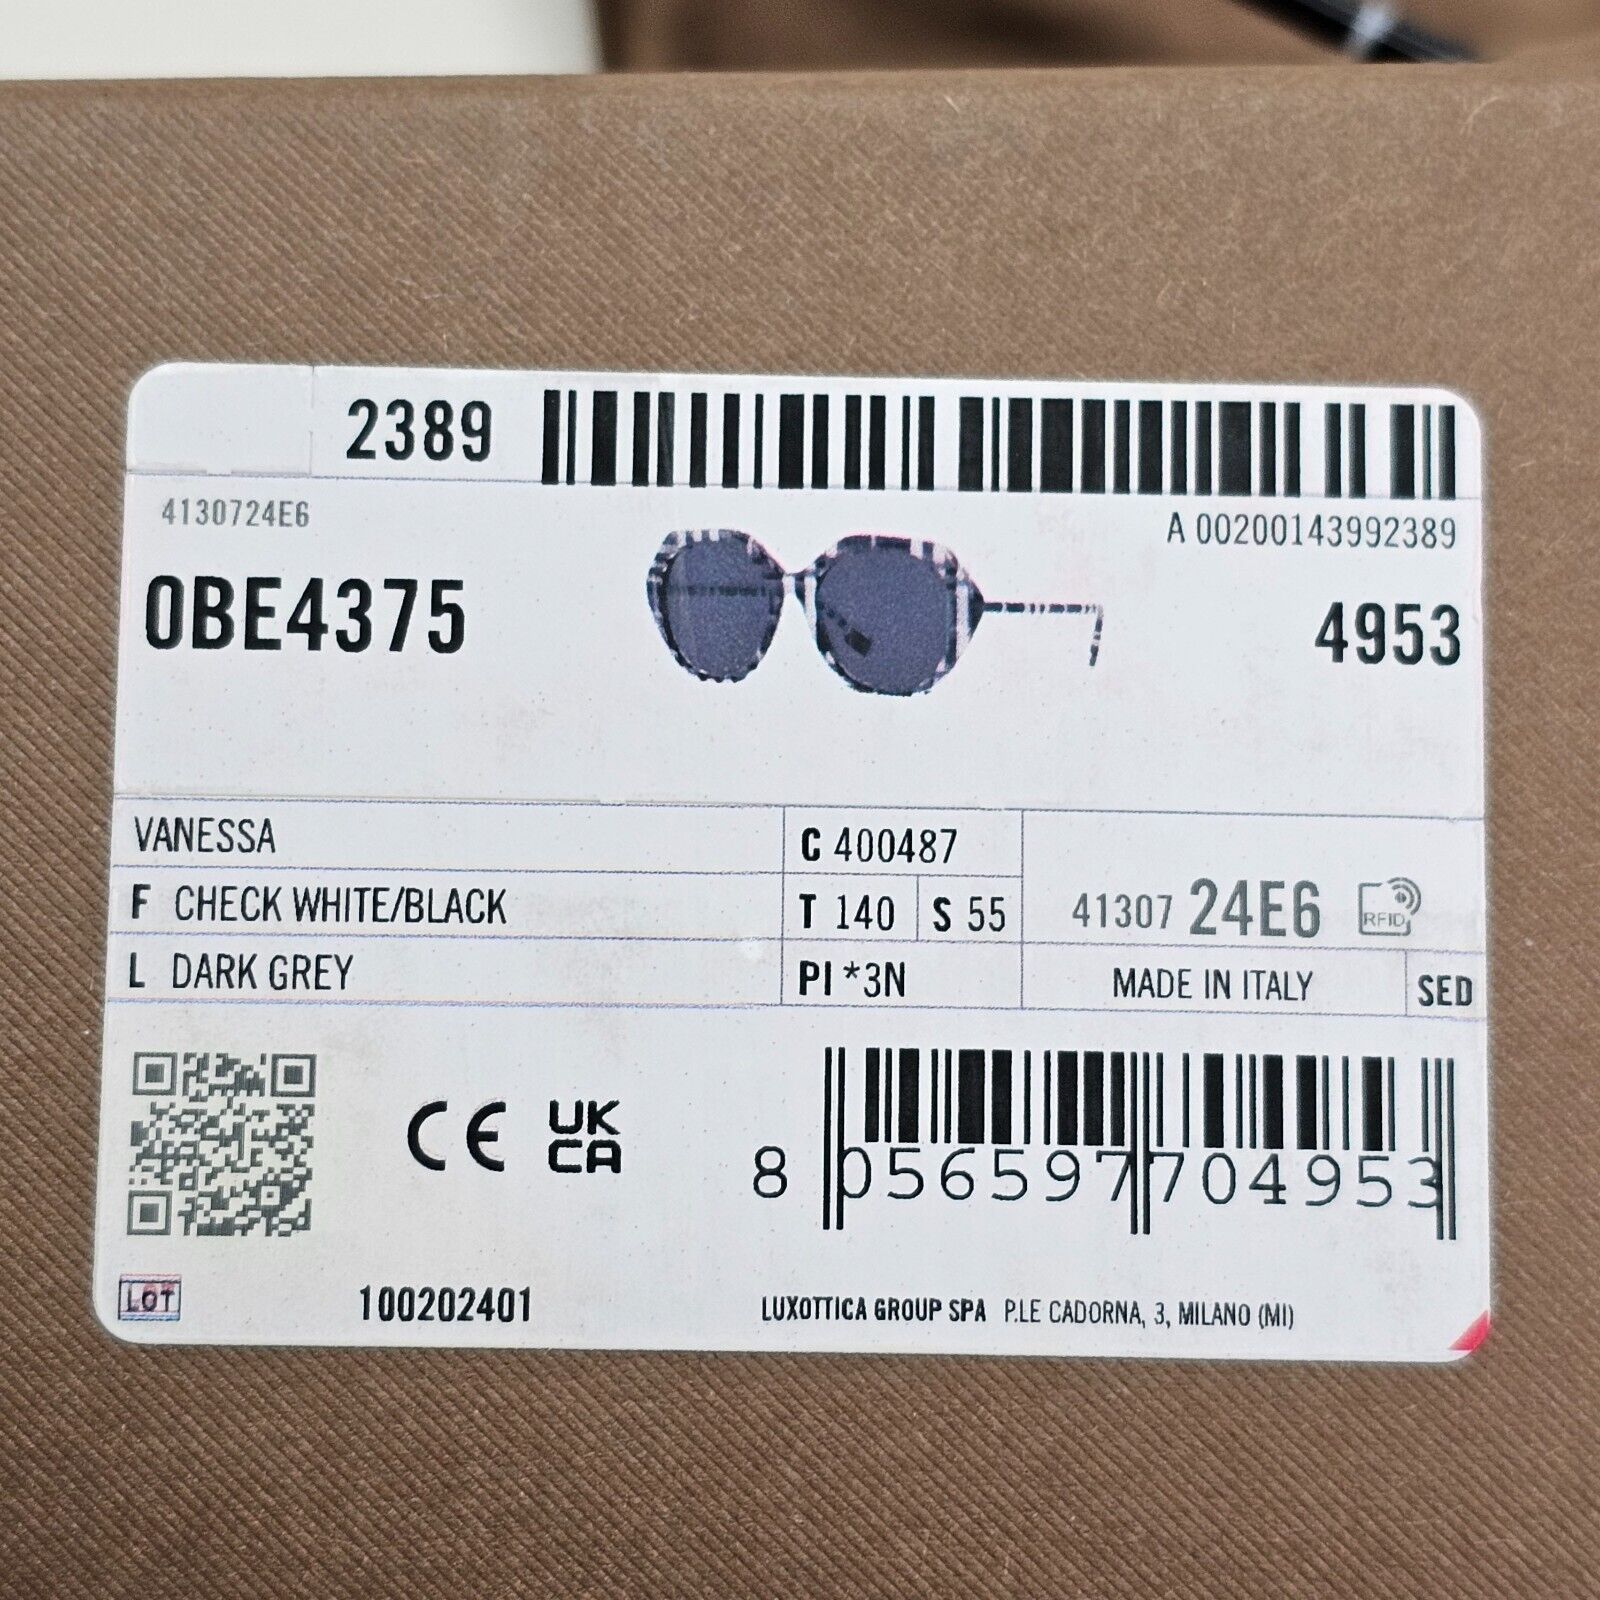 2389
4130724E6
A 00200143992389
0BE4375
4953
VANESSA
C 400487
F CHECK WHITE/BLACK
T 140
S 55
41307 24E6
RFID
L DARK GREY
PI *3N
MADE IN ITALY
SED
CE
UK
CA
8 056597 704953
LOT
100202401
LUXOTTICA GROUP SPA P.LE CADORNA, 3, MILANO (MI)